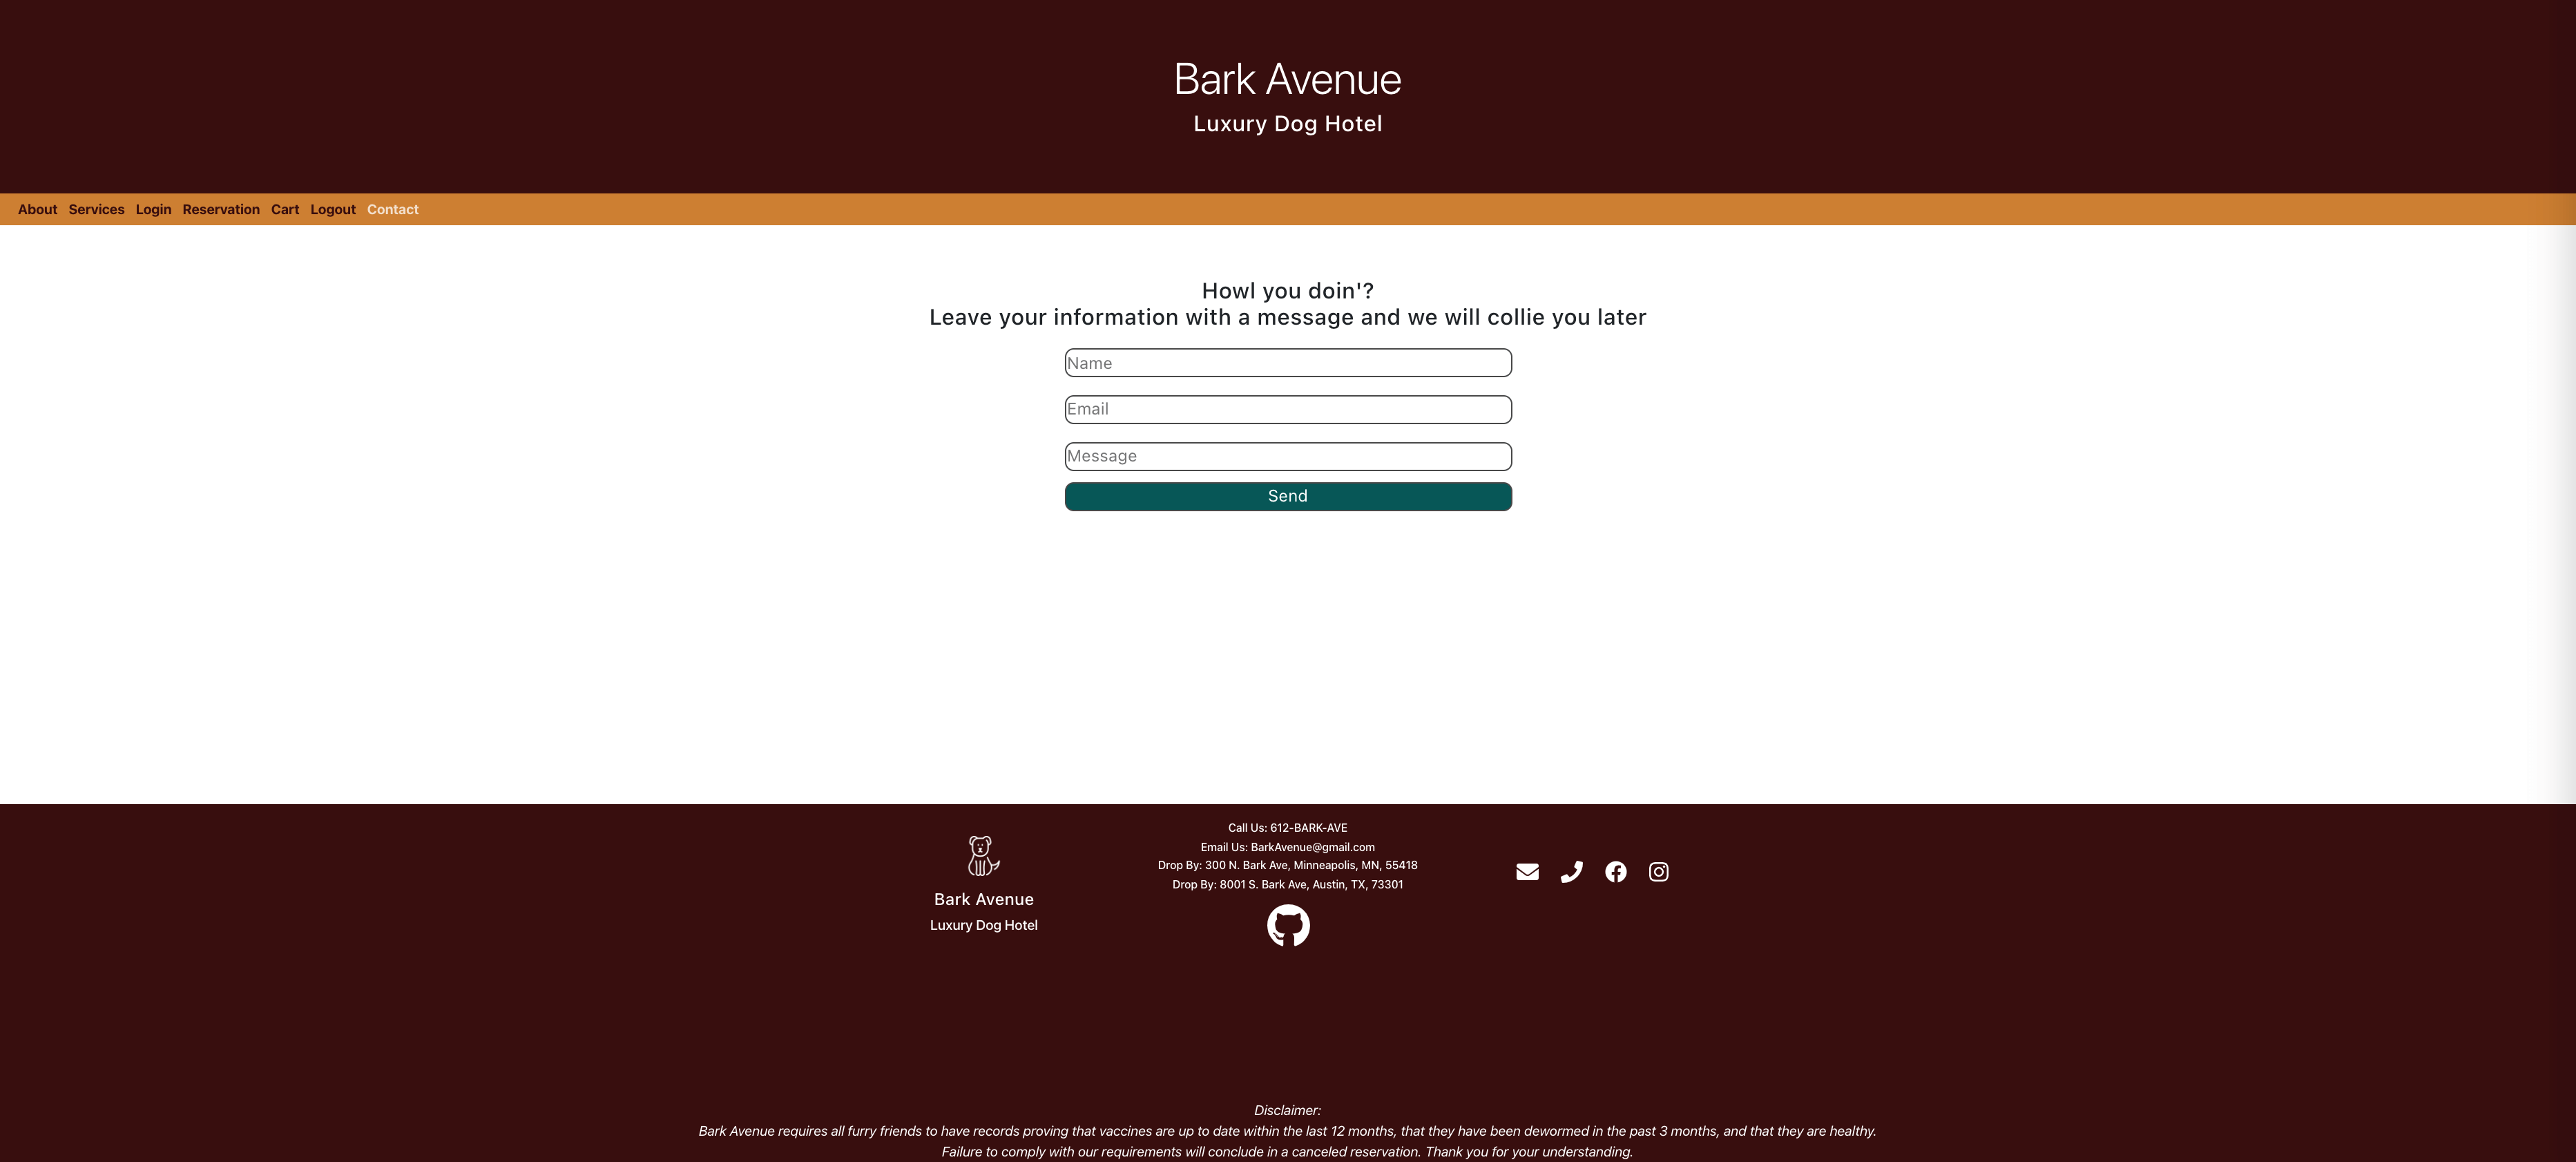 Bark Avenue
Luxury Dog Hotel
About Services Login Reservation Cart Logout Contact
Howl you doin'?
Leave your information with a message and we will collie you later
Name
Email
Message
Send
Bark Avenue
Luxury Dog Hotel
Call Us: 612-BARK-AVE
Email Us: BarkAvenue@gmail.com
Drop By: 300 N. Bark Ave, Minneapolis, MN, 55418
Drop By: 8001 S. Bark Ave, Austin, TX, 73301
Disclaimer:
Bark Avenue requires all furry friends to have records proving that vaccines are up to date within the last 12 months, that they have been dewormed in the past 3 months, and that they are healthy.
Failure to comply with our requirements will conclude in a canceled reservation. Thank you for your understanding.